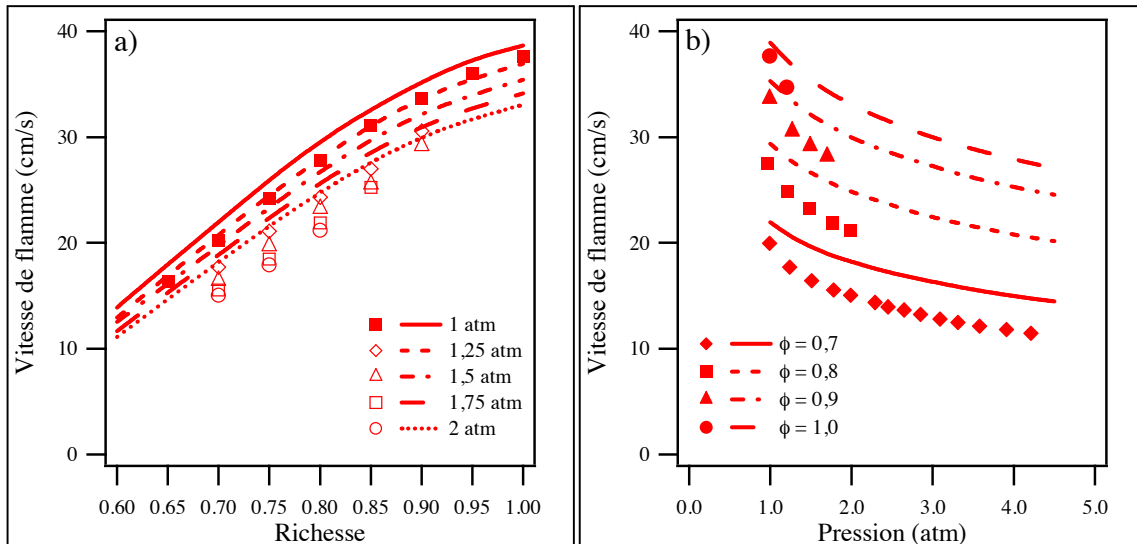 a)
Vitesse de flamme (cm/s)
40
30
20
10
0
1 atm
1,25 atm
1,5 atm
1,75 atm
2 atm
0.60 0.65 0.70 0.75 0.80 0.85 0.90 0.95 1.00
Richesse
b)
Vitesse de flamme (cm/s)
40
30
20
10
0
ϕ = 0,7
ϕ = 0,8
ϕ = 0,9
ϕ = 1,0
0.0 1.0 2.0 3.0 4.0 5.0
Pression (atm)